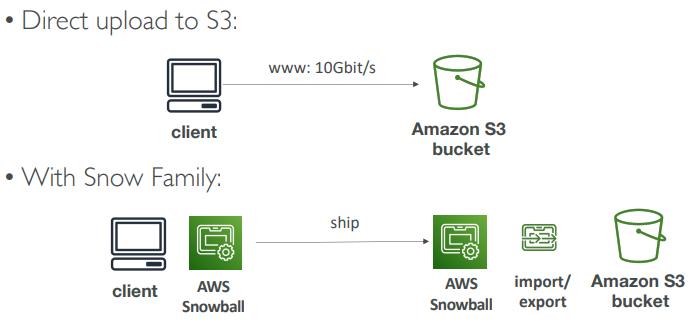 • Direct upload to S3:
www: 10Gbit/s
client
Amazon S3
bucket
• With Snow Family:
ship
client
AWS
Snowball
AWS
Snowball
import/
export
Amazon S3
bucket